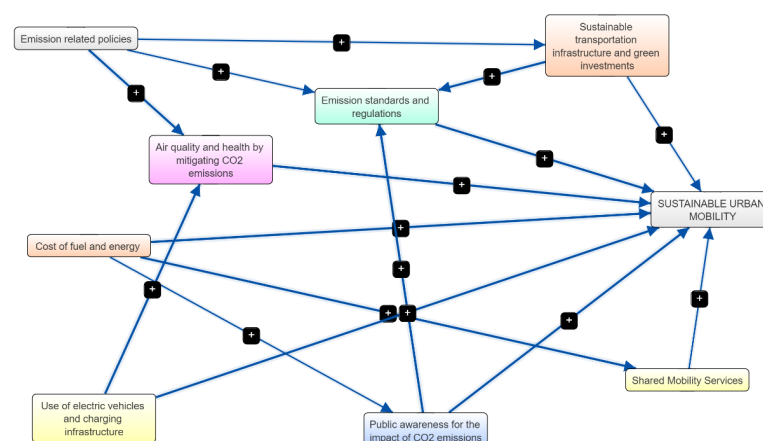 Emission related policies
Sustainable
transportation
infrastructure and green
investments
+
+
+
+
Emission standards and
regulations
+
+
Air quality and health by
mitigating CO2
emissions
+
+
SUSTAINABLE URBAN
MOBILITY
Cost of fuel and energy
+
+
+
+
+
+
+
Shared Mobility Services
Use of electric vehicles
and charging
infrastructure
Public awareness for the
impact of CO2 emissions